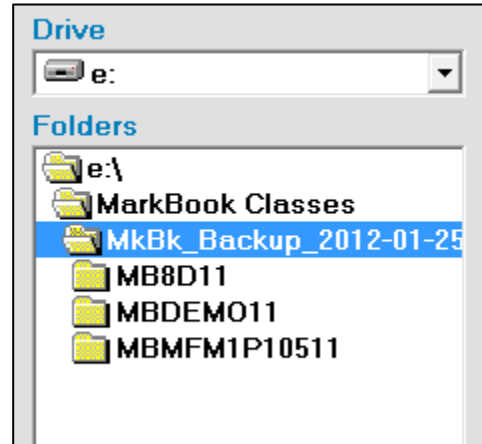 Drive
e:
Folders
e:\
MarkBook Classes
MkBk_Backup_2012-01-25
MB8D11
MBDEMO11
MBMFM1P10511